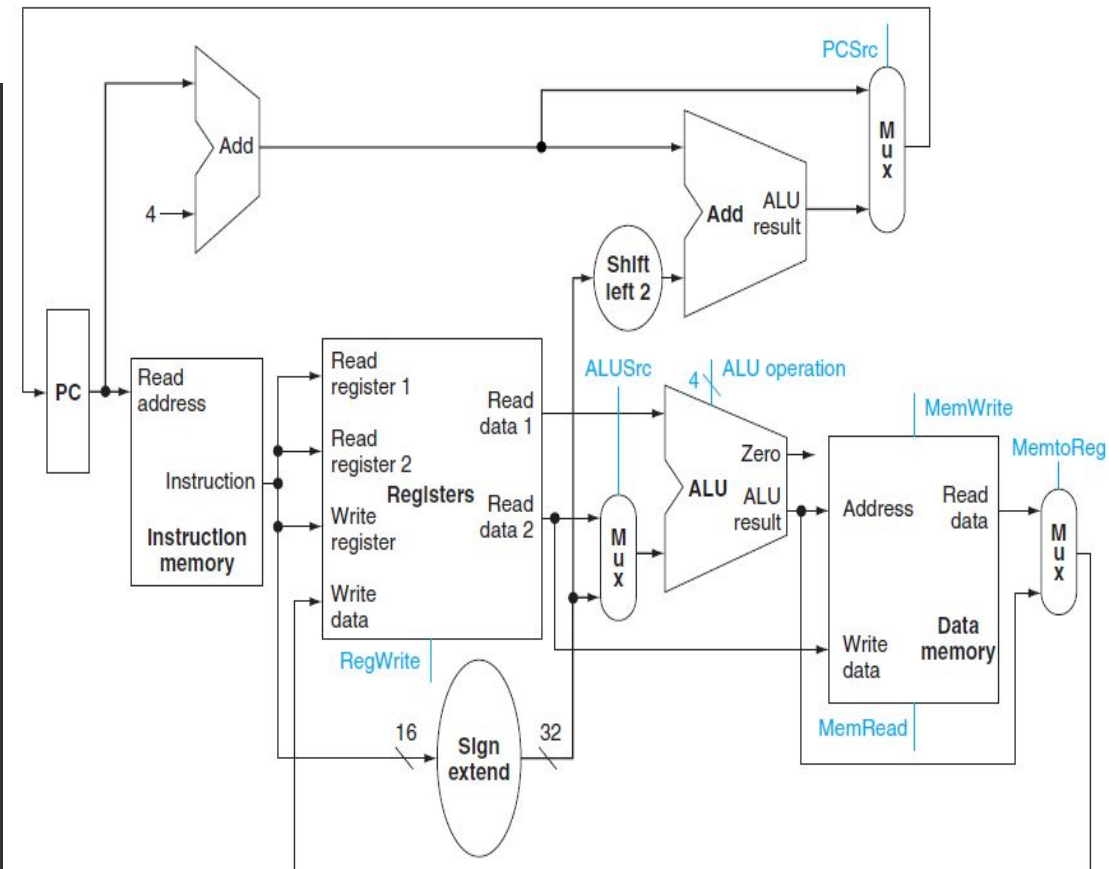 PCSrc
M
u
x
Add
4
Add
ALU
result
Shift
left 2
PC
Read
address
Instruction
Instruction
memory
Read
register 1
Read
register 2
Write
register
Write
data
Registers
Read
data 1
Read
data 2
RegWrite
16
Sign
extend
32
ALUSrc
M
u
x
4
ALU operation
Zero
ALU
ALU
result
MemWrite
Address
Read
data
Write
data
Data
memory
MemRead
MemtoReg
M
u
x